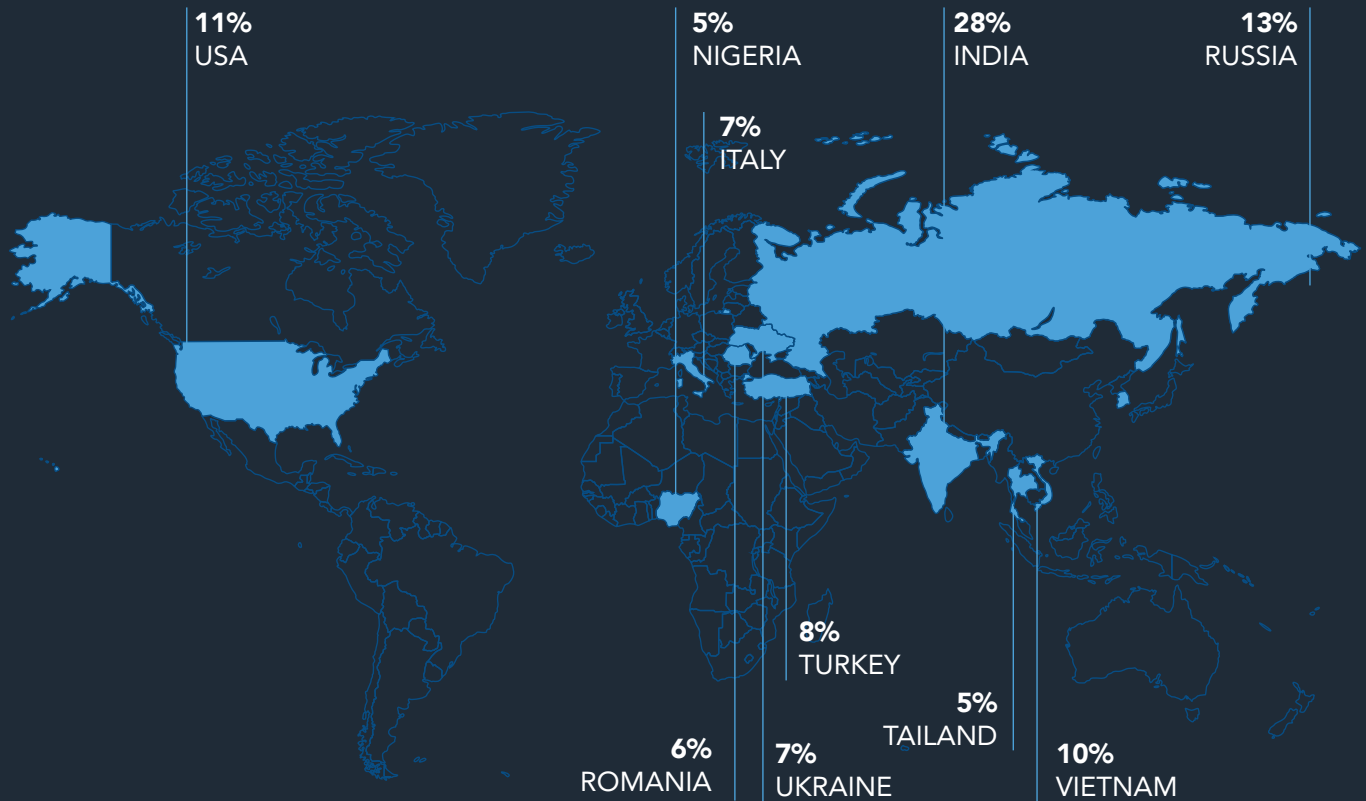 11%
USA
5%
NIGERIA
28%
INDIA
13%
RUSSIA
7%
ITALY
8%
TURKEY
5%
TAILAND
6%
ROMANIA
7%
UKRAINE
10%
VIETNAM